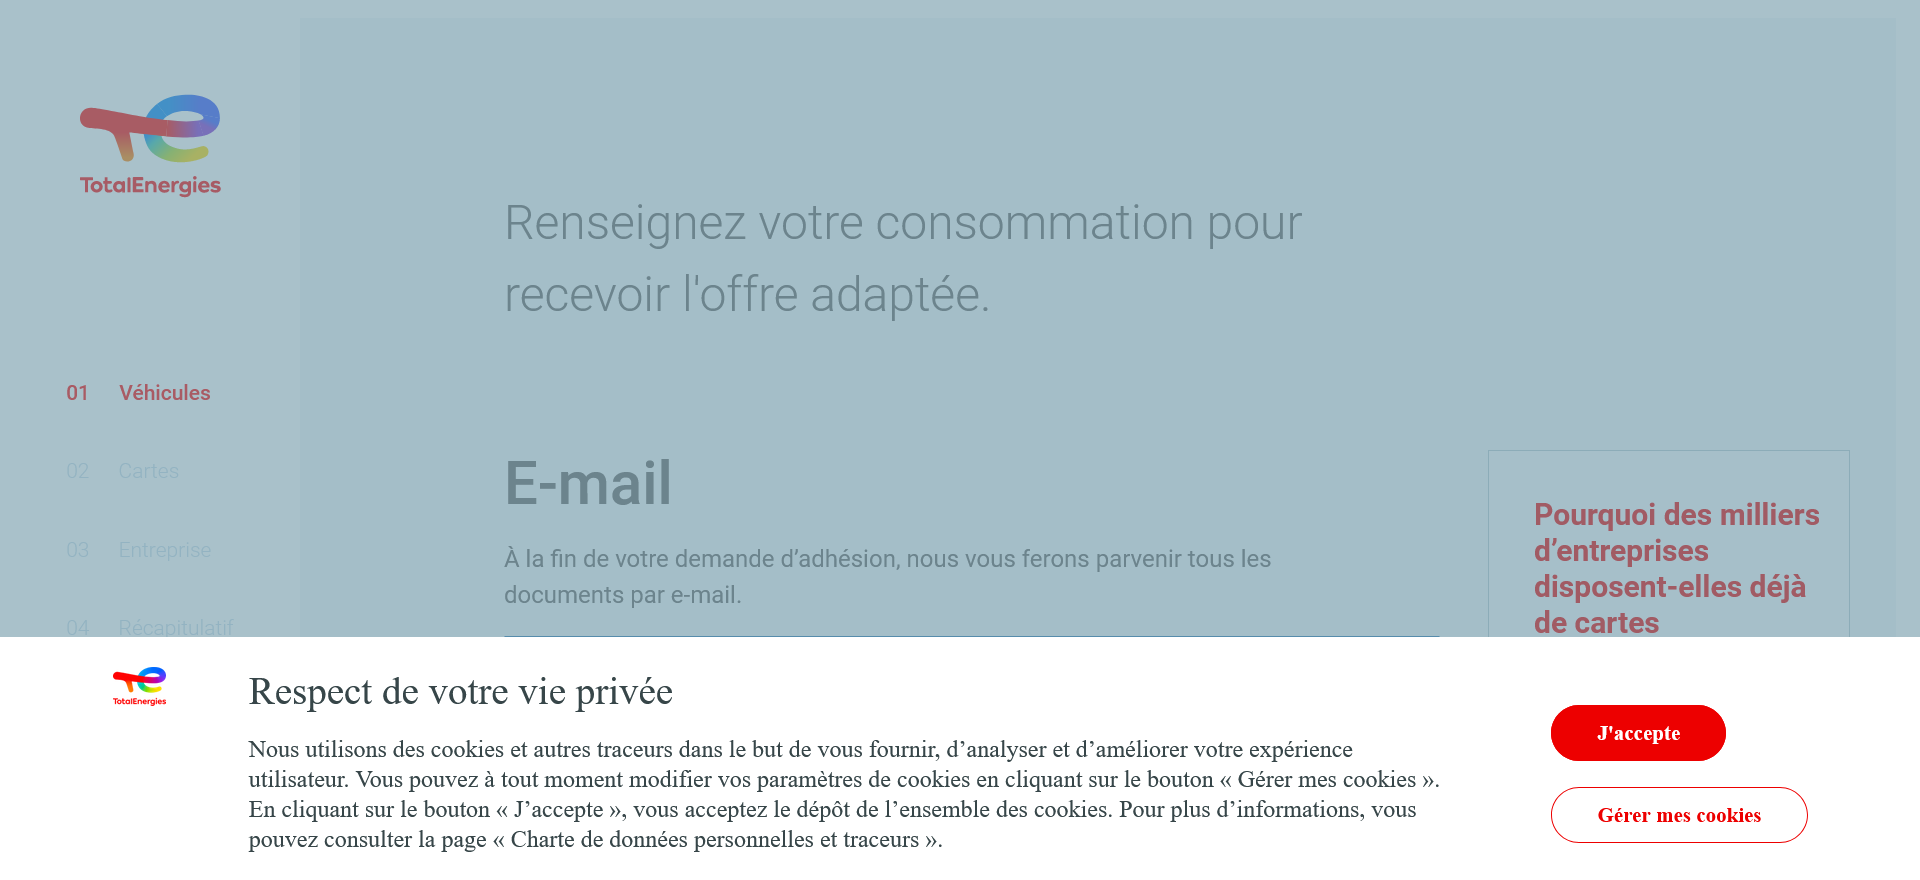 TotalEnergies
Renseignez votre consommation pour
recevoir l'offre adaptée.
01 Véhicules
02 Cartes
03 Entreprise
04 Récapitulatif
E-mail
À la fin de votre demande d’adhésion, nous vous ferons parvenir tous les
documents par e-mail.
Pourquoi des milliers
d’entreprises
disposent-elles déjà
de cartes
TotalEnergies
Respect de votre vie privée
Nous utilisons des cookies et autres traceurs dans le but de vous fournir, d’analyser et d’améliorer votre expérience
utilisateur. Vous pouvez à tout moment modifier vos paramètres de cookies en cliquant sur le bouton « Gérer mes cookies ».
En cliquant sur le bouton « J’accepte », vous acceptez le dépôt de l’ensemble des cookies. Pour plus d’informations, vous
pouvez consulter la page « Charte de données personnelles et traceurs ».
J'accepte
Gérer mes cookies